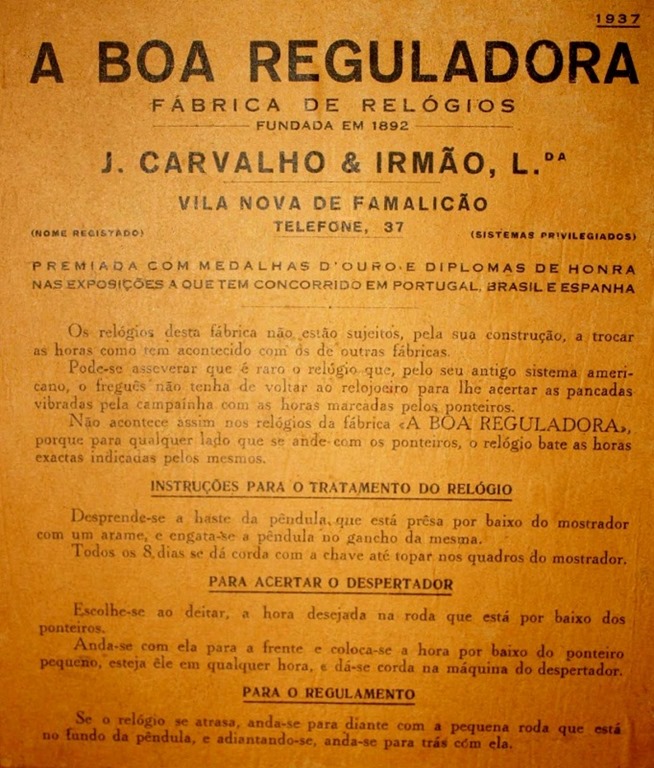 1937
A BOA REGULADORA
FÁBRICA DE RELÓGIOS
FUNDADA EM 1892
J. CARVALHO & IRMÃO, L.DA
VILA NOVA DE FAMALICÃO
TELEFONE, 37
(NOME REGISTADO)
(SISTEMAS PRIVILEGIADOS)
PREMIADA COM MEDALHAS D'OURO E DIPLOMAS DE HONRA
NAS EXPOSIÇÕES A QUE TEM CONCORRIDO EM PORTUGAL, BRASIL E ESPANHA
Os relógios desta fábrica não estão sujeitos, pela sua construção, a trocar
as horas como tem acontecido com os de outras fábricas.
Pode-se asseverar que é raro o relógio que, pelo seu antigo sistema ameri-
cano, o freguês não tenha de voltar ao relojoeiro para lhe acertar as pancadas
vibradas pela campaínha com as horas marcadas pelos ponteiros.
Não acontece assim nos relógios da fábrica «A BOA REGULADORA»,
porque para qualquer lado que se ande com os ponteiros, o relógio bate as horas
exactas indicadas pelos mesmos.
INSTRUÇÕES PARA O TRATAMENTO DO RELÓGIO
Desprende-se a haste da pêndula, que está prêsa por baixo do mostrador
com um arame, e engata-se a pêndula no gancho da mesma.
Todos os 8 dias se dá corda com a chave até topar nos quadros do mostrador.
PARA ACERTAR O DESPERTADOR
Escolhe-se ao deitar, a hora desejada na roda que está por baixo dos
ponteiros.
Anda-se com ela para a frente e coloca-se a hora por baixo do ponteiro
pequeno, esteja êle em qualquer hora, e dá-se corda na máquina do despertador.
PARA O REGULAMENTO
Se o relógio se atrasa, anda-se para diante com a pequena roda que está
no fundo da pêndula, e adiantando-se, anda-se para trás com ela.